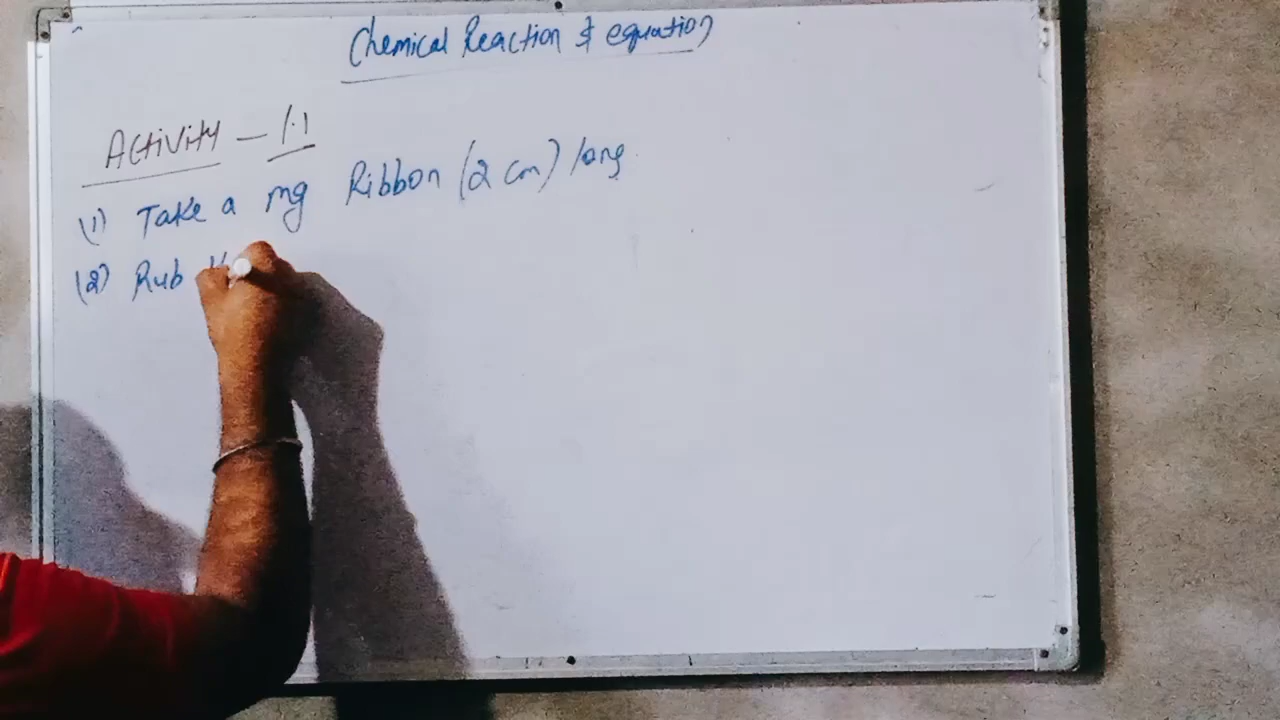 Chemical Reaction & equation
Activity - 1.1
(1) Take a mg Ribbon (2 cm) long
(2) Rub